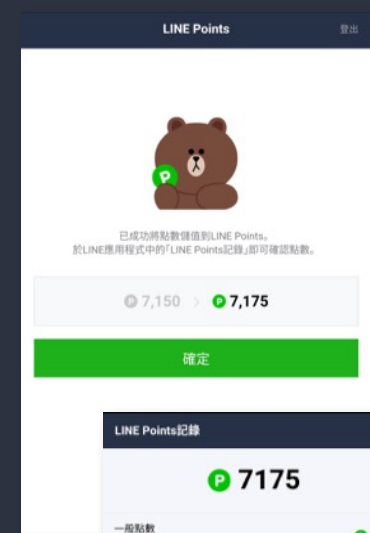 LINE Points
登出
P
已成功將點數儲值到LINE Points。
於LINE應用程式中的「LINE Points記錄」即可確認點數。
P 7,150 > P 7,175
確定
LINE Points記錄
P 7175
一般點數